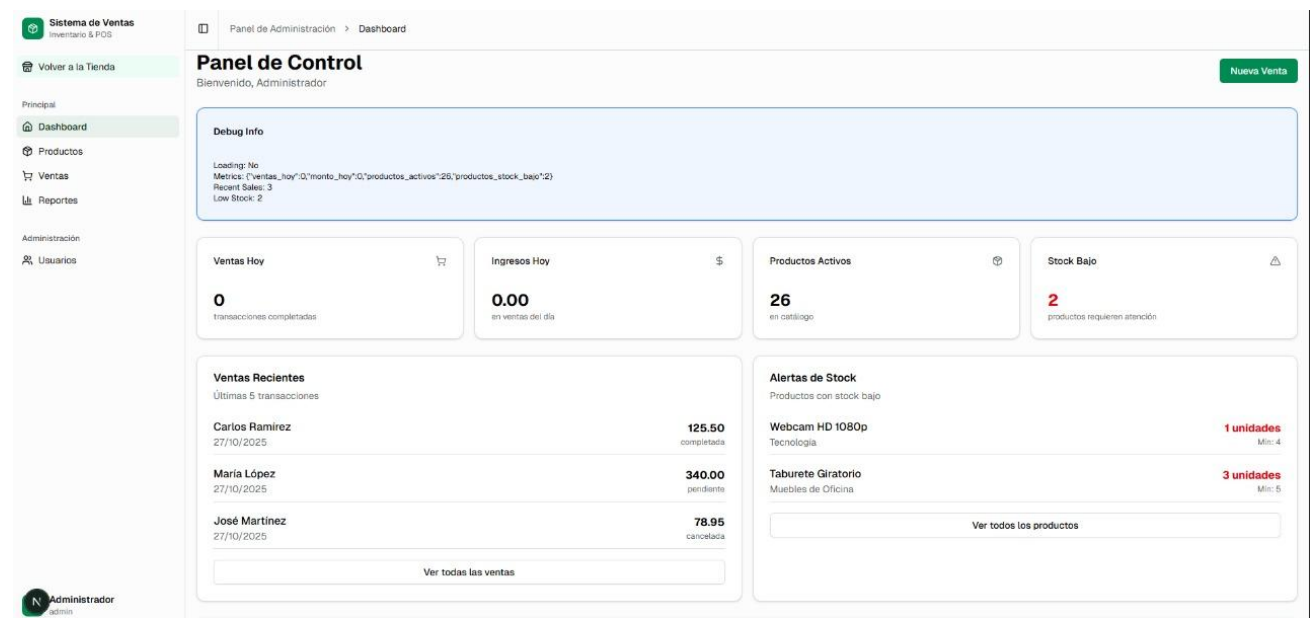 Sistema de Ventas
Inventario & POS
Volver a la Tienda
Principal
Dashboard
Productos
Ventas
Reportes
Administración
Usuarios
N Administrador
admin
Panel de Administración > Dashboard
Panel de Control
Bienvenido, Administrador
Nueva Venta
Debug Info
Loading: No
Metrics: {"ventas_hoy":0,"monto_hoy":0,"productos_activos":26,"productos_stock_bajo":2}
Recent Sales: 3
Low Stock: 2
Ventas Hoy
0
transacciones completadas
Ingresos Hoy
$
0.00
en ventas del día
Productos Activos
26
en catálogo
Stock Bajo
2
productos requieren atención
Ventas Recientes
Últimas 5 transacciones
Carlos Ramírez 125.50
27/10/2025 completada
María López 340.00
27/10/2025 pendiente
José Martínez 78.95
27/10/2025 cancelada
Ver todas las ventas
Alertas de Stock
Productos con stock bajo
Webcam HD 1080p 1 unidades
Tecnología Min: 4
Taburete Giratorio 3 unidades
Muebles de Oficina Min: 5
Ver todos los productos